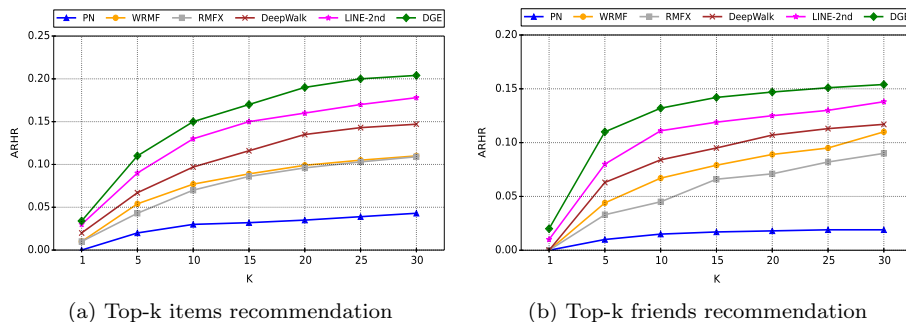 PN WRMF RMFX DeepWalk LINE-2nd DGE
0.25
0.20
0.15
0.10
0.05
0.00
ARHR
1 5 10 15 20 25 30
K
(a) Top-k items recommendation
PN WRMF RMFX DeepWalk LINE-2nd DGE
0.15
0.10
0.05
0.00
ARHR
1 5 10 15 20 25 30
K
(b) Top-k friends recommendation